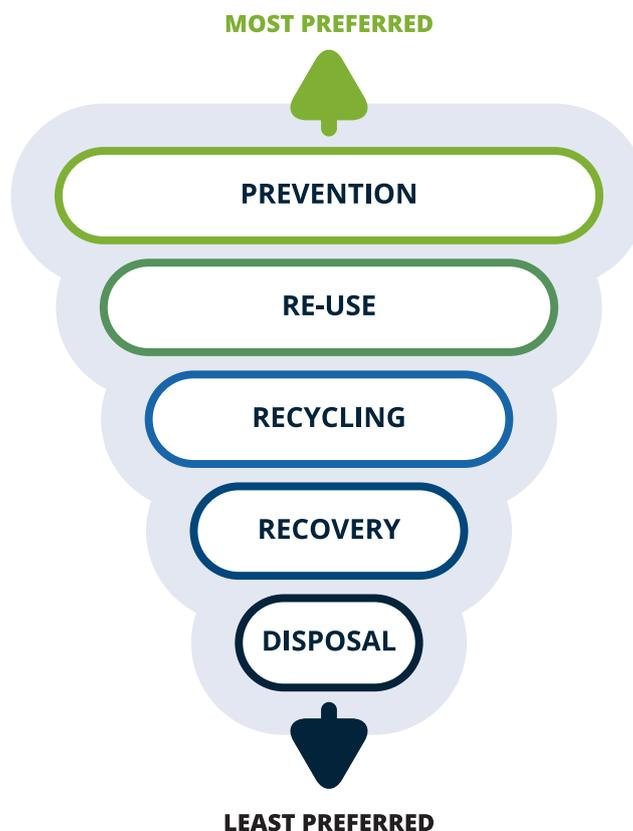 MOST PREFERRED
PREVENTION
RE-USE
RECYCLING
RECOVERY
DISPOSAL
LEAST PREFERRED